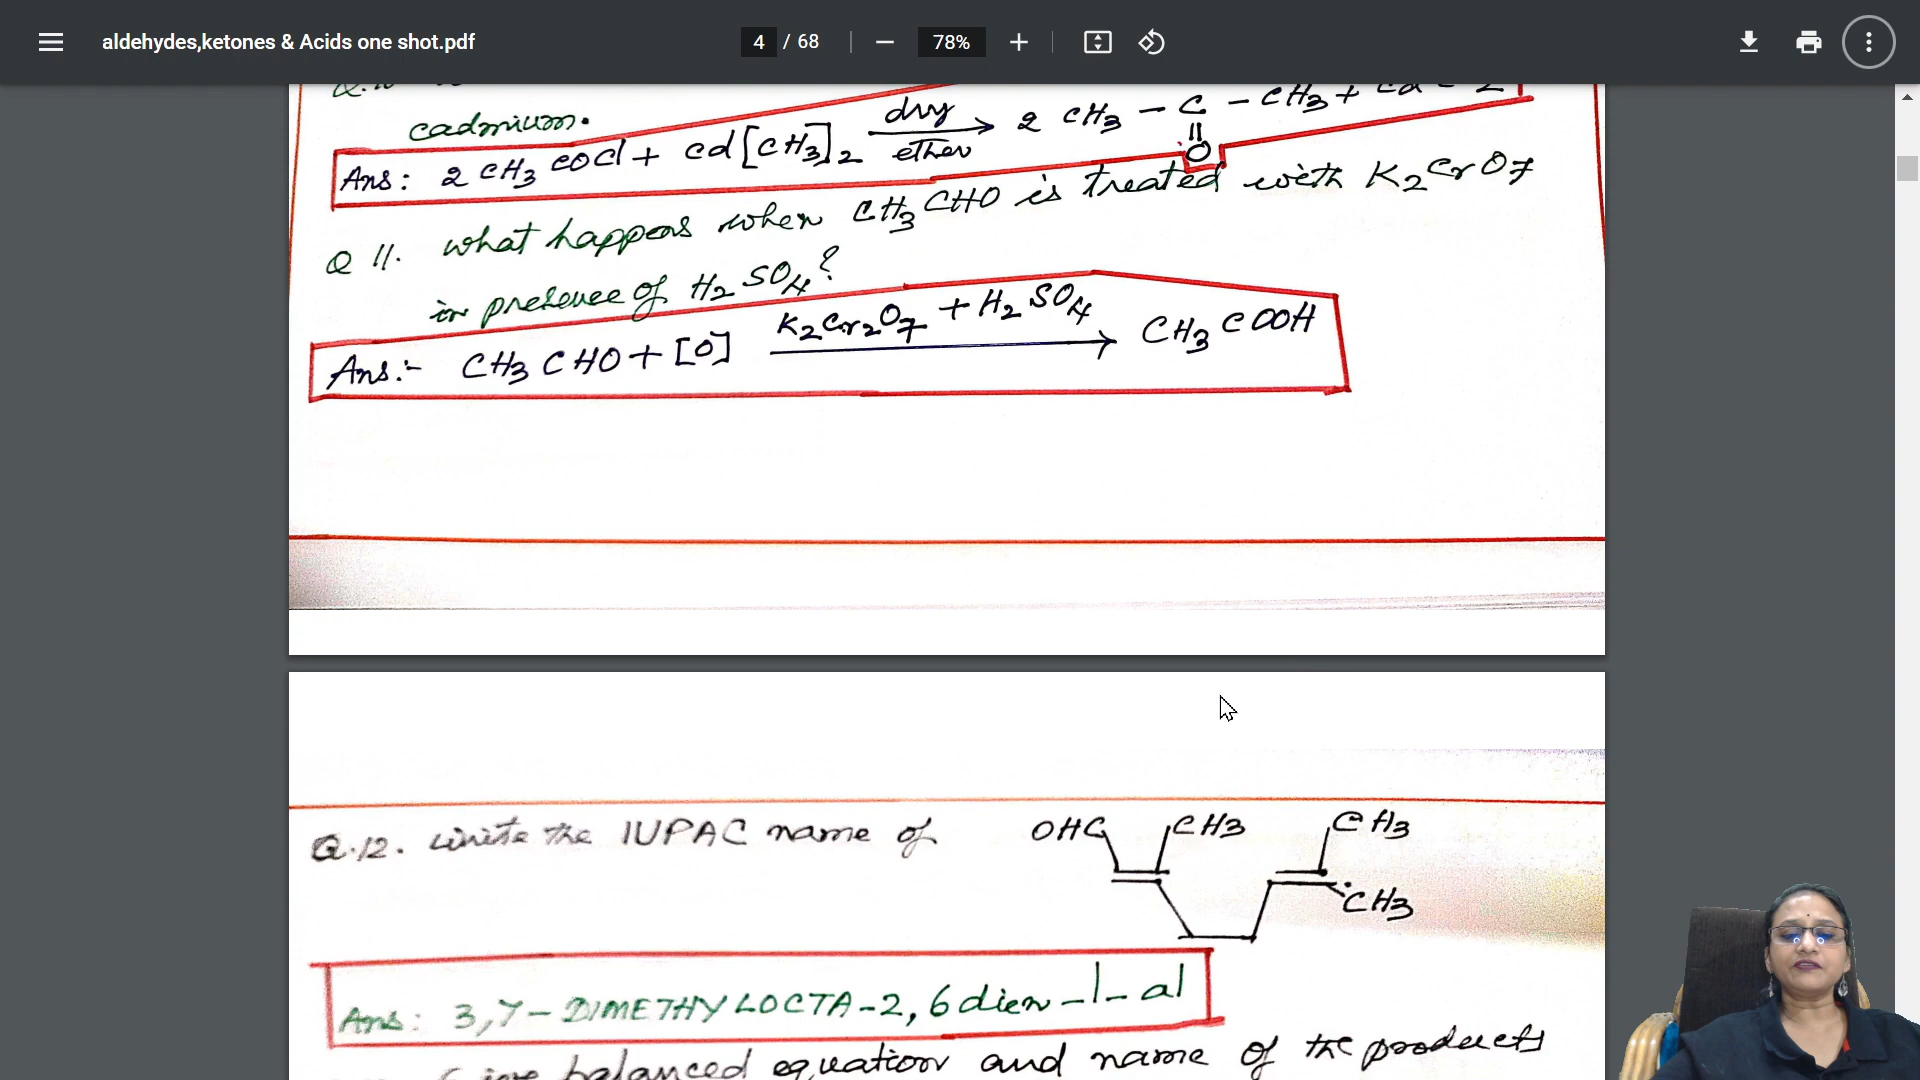 aldehydes,ketones & Acids one shot.pdf
4 / 68
78%
cadmium.
Ans: 2 CH3 COCl + Cd[CH3]2 dry ether → 2 CH3 - C - CH3 +
O
Q 11. what happens when CH3 CHO is treated with K2CrO7
in presence of H2SO4?
Ans:- CH3 CHO + [O] K2Cr2O7 + H2SO4 → CH3 COOH
Q.12. Write the IUPAC name of
OHC CH3 CH3
CH3
Ans: 3,7-DIMETHYLOCTA-2,6dien-1-al
balanced equation and name of the products